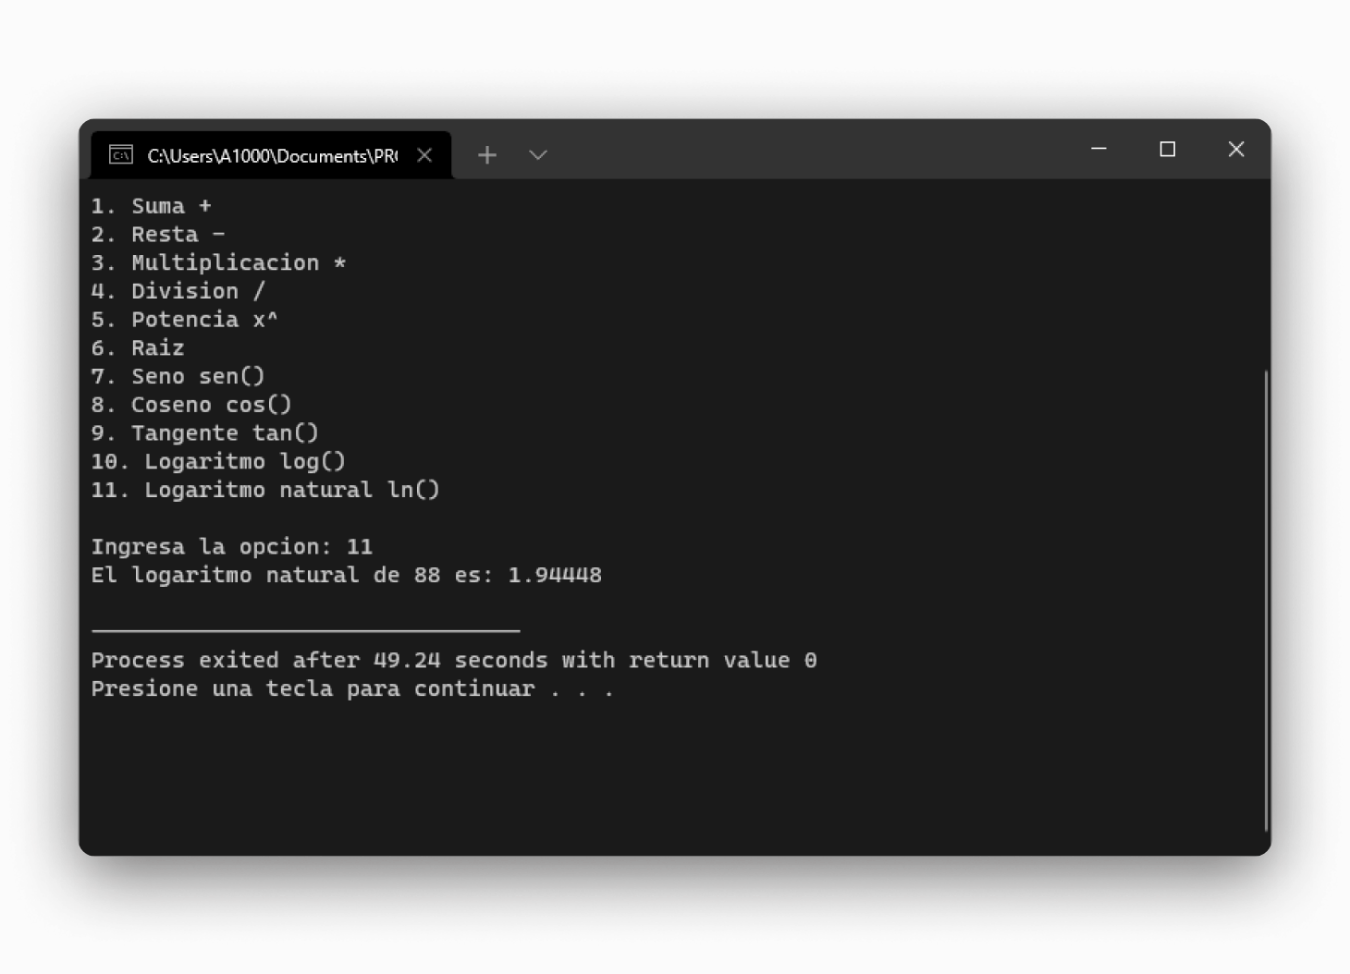 C:\Users\A1000\Documents\PR
1. Suma +
2. Resta -
3. Multiplicacion *
4. Division /
5. Potencia x^
6. Raiz
7. Seno sen()
8. Coseno cos()
9. Tangente tan()
10. Logaritmo log()
11. Logaritmo natural ln()
Ingresa la opcion: 11
El logaritmo natural de 88 es: 1.94448
Process exited after 49.24 seconds with return value 0
Presione una tecla para continuar . . .